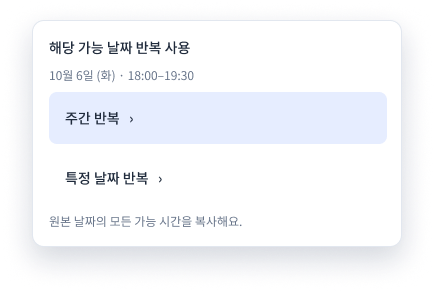 해당 가능 날짜 반복 사용
10월 6일 (화) · 18:00–19:30
주간 반복 ›
특정 날짜 반복 ›
원본 날짜의 모든 가능 시간을 복사해요.